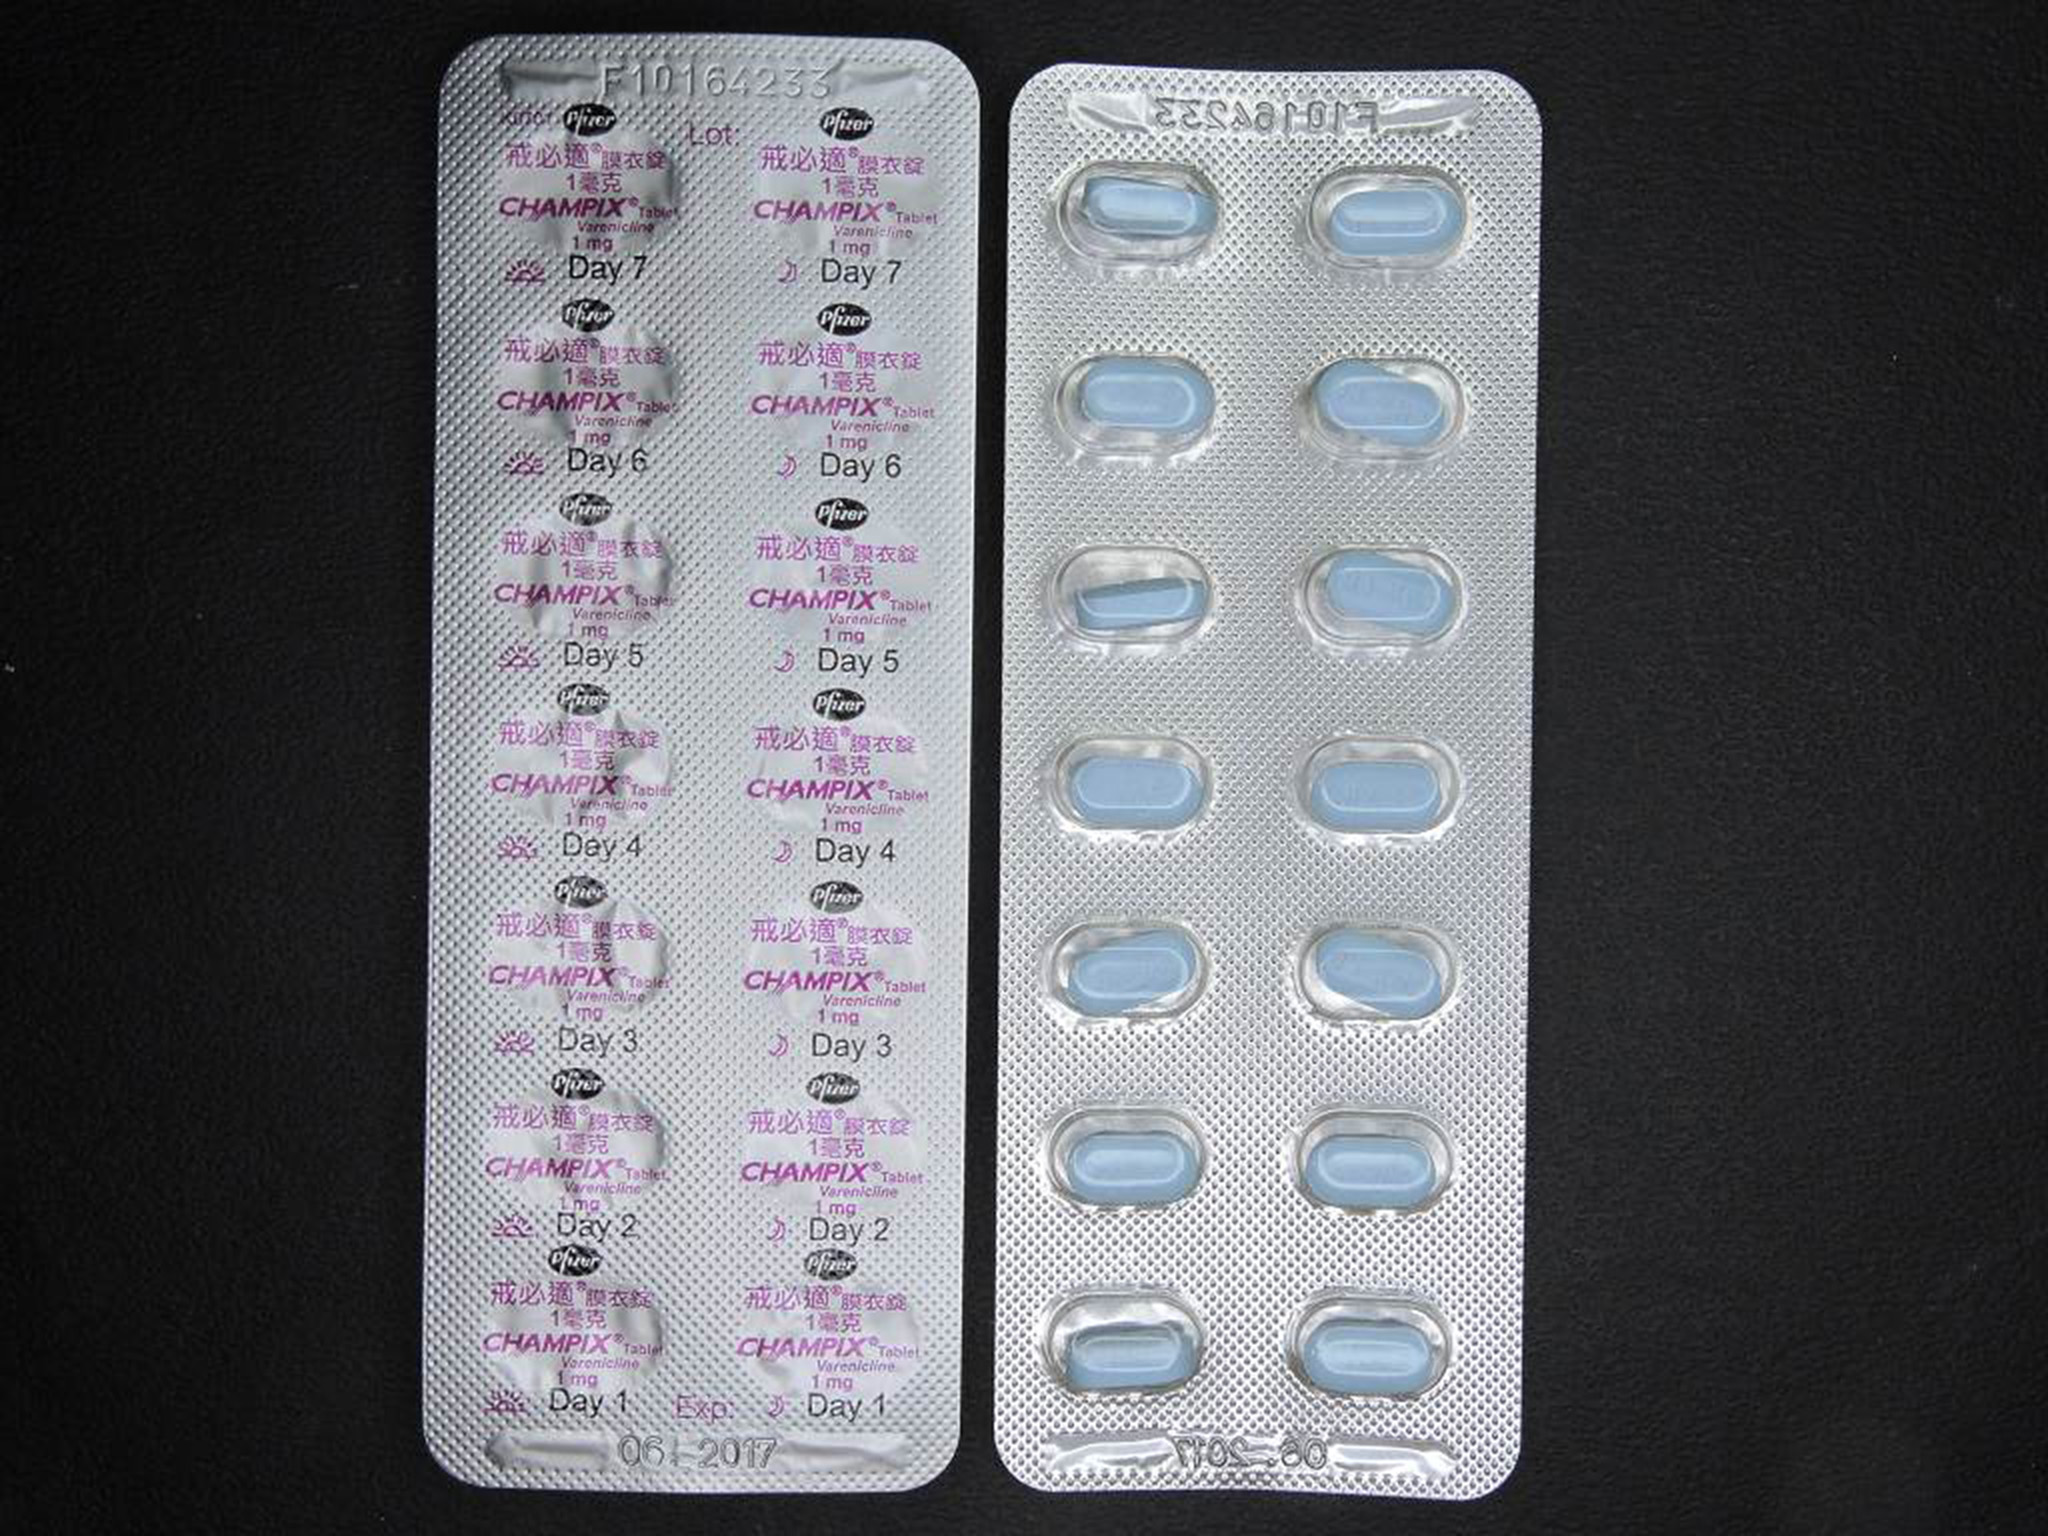 F10164233
Pfizer Lot: Pfizer
戒必適®膜衣錠 戒必適®膜衣錠
1毫克 1毫克
CHAMPIX® Tablet CHAMPIX® Tablet
Varenicline Varenicline
1 mg 1 mg
Day 7 Day 7
Pfizer Pfizer
戒必適®膜衣錠 戒必適®膜衣錠
1毫克 1毫克
CHAMPIX® Tablet CHAMPIX® Tablet
Varenicline Varenicline
1 mg 1 mg
Day 6 Day 6
Pfizer Pfizer
戒必適®膜衣錠 戒必適®膜衣錠
1毫克 1毫克
CHAMPIX® Tablet CHAMPIX® Tablet
Varenicline Varenicline
1 mg 1 mg
Day 5 Day 5
Pfizer Pfizer
戒必適®膜衣錠 戒必適®膜衣錠
1毫克 1毫克
CHAMPIX® Tablet CHAMPIX® Tablet
Varenicline Varenicline
1 mg 1 mg
Day 4 Day 4
Pfizer Pfizer
戒必適®膜衣錠 戒必適®膜衣錠
1毫克 1毫克
CHAMPIX® Tablet CHAMPIX® Tablet
Varenicline Varenicline
1 mg 1 mg
Day 3 Day 3
Pfizer Pfizer
戒必適®膜衣錠 戒必適®膜衣錠
1毫克 1毫克
CHAMPIX® Tablet CHAMPIX® Tablet
Varenicline Varenicline
1 mg 1 mg
Day 2 Day 2
Pfizer Pfizer
戒必適®膜衣錠 戒必適®膜衣錠
1毫克 1毫克
CHAMPIX® Tablet CHAMPIX® Tablet
Varenicline Varenicline
1 mg 1 mg
Day 1 Exp: Day 1
06. 2017
F10164233
06. 2017